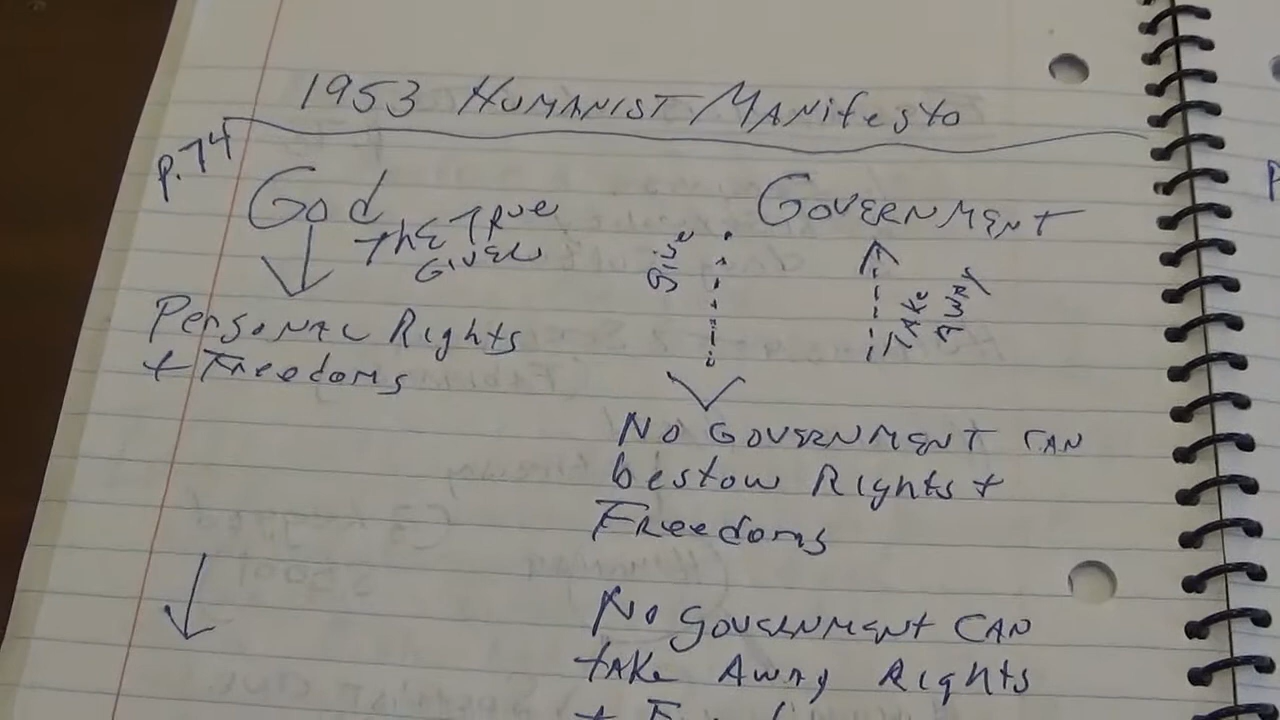 1953 Humanist Manifesto
p.74
God
The True
Giver
Personal Rights
+ Freedoms
Government
give
Take
Away
No Government can
bestow Rights +
Freedoms
No government can
take Away Rights
+